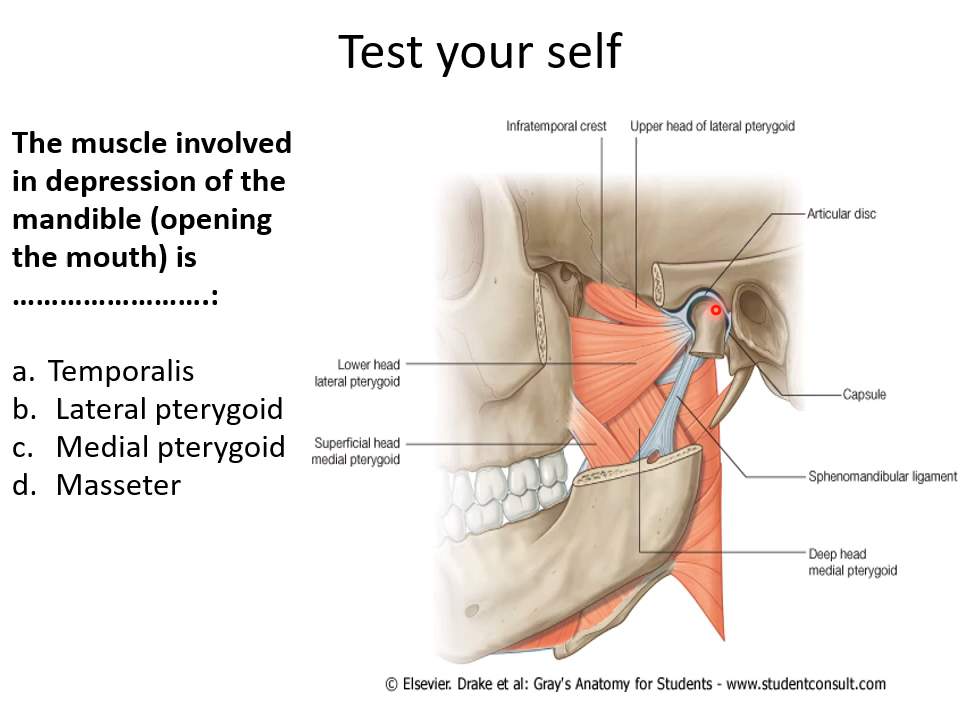 Test your self
The muscle involved
in depression of the
mandible (opening
the mouth) is
…………………….:
a. Temporalis
b. Lateral pterygoid
c. Medial pterygoid
d. Masseter
Infratemporal crest
Upper head of lateral pterygoid
Articular disc
Lower head
lateral pterygoid
Capsule
Superficial head
medial pterygoid
Sphenomandibular ligament
Deep head
medial pterygoid
© Elsevier. Drake et al: Gray's Anatomy for Students - www.studentconsult.com